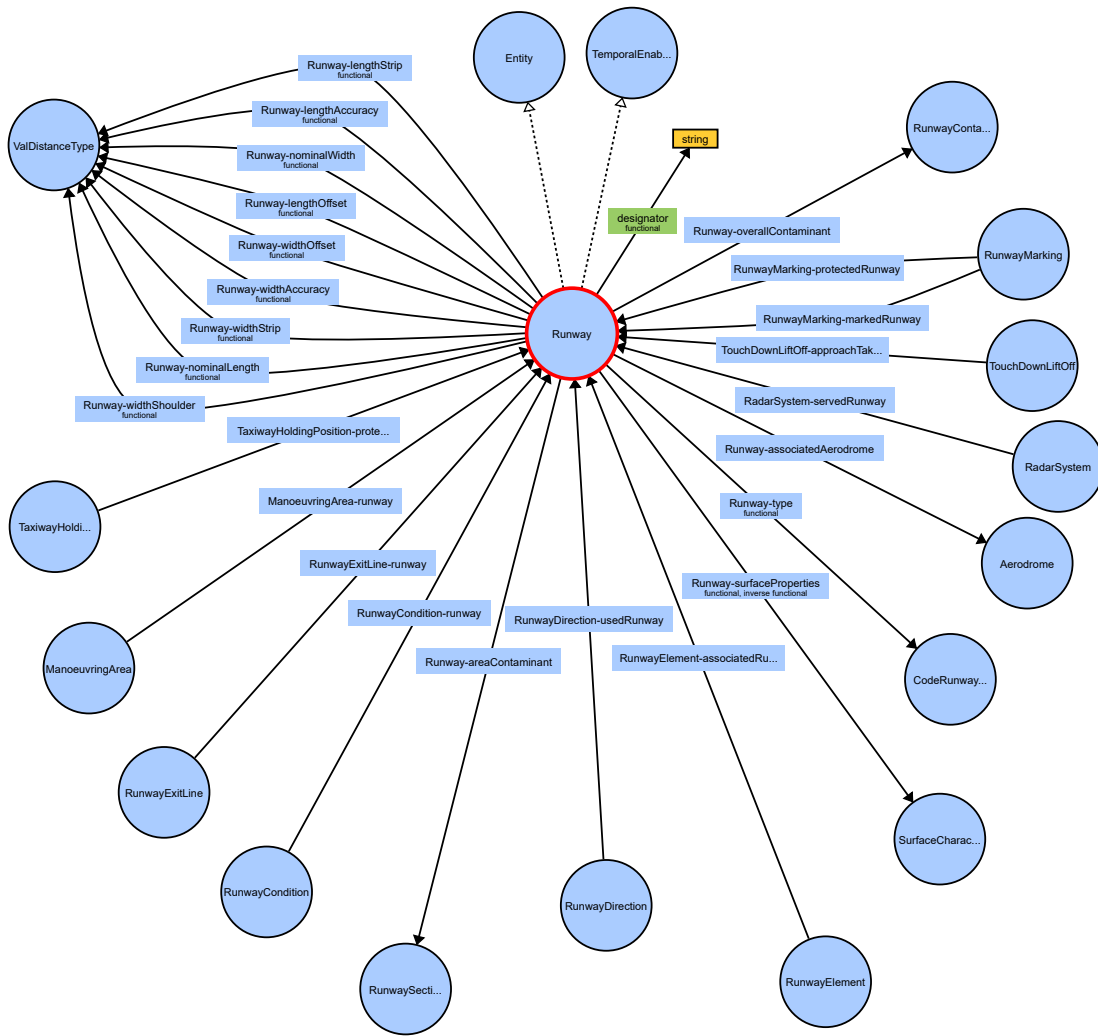 Entity
TemporalEnab...
Runway-lengthStrip
functional
ValDistanceType
Runway-lengthAccuracy
functional
RunwayConta...
string
Runway-nominalWidth
functional
Runway-lengthOffset
functional
designator
functional
Runway-overallContaminant
Runway-widthOffset
functional
RunwayMarking
RunwayMarking-protectedRunway
Runway-widthAccuracy
functional
RunwayMarking-markedRunway
Runway-widthStrip
functional
Runway
TouchDownLiftOff-approachTak...
TouchDownLiftOff
Runway-nominalLength
functional
Runway-widthShoulder
functional
RadarSystem-servedRunway
TaxiwayHoldingPosition-prote...
Runway-associatedAerodrome
RadarSystem
ManoeuvringArea-runway
Runway-type
functional
TaxiwayHoldi...
RunwayExitLine-runway
Aerodrome
Runway-surfaceProperties
functional, inverse functional
RunwayCondition-runway
RunwayDirection-usedRunway
RunwayElement-associatedRu...
Runway-areaContaminant
ManoeuvringArea
CodeRunway...
RunwayExitLine
SurfaceCharac...
RunwayCondition
RunwayDirection
RunwayElement
RunwaySecti...